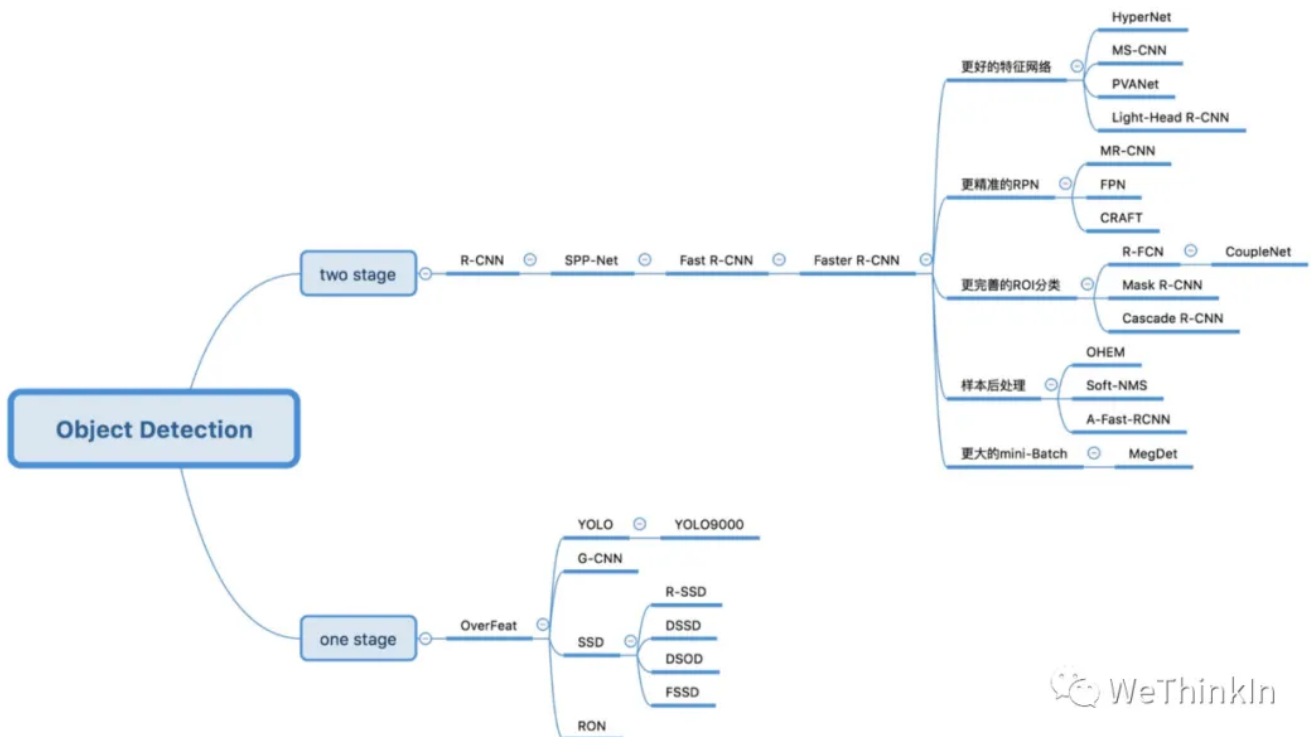 Object Detection
two stage
R-CNN
SPP-Net
Fast R-CNN
Faster R-CNN
更好的特征网络
HyperNet
MS-CNN
PVANet
Light-Head R-CNN
更精准的RPN
MR-CNN
FPN
CRAFT
更完善的ROI分类
R-FCN
CoupleNet
Mask R-CNN
Cascade R-CNN
样本后处理
OHEM
Soft-NMS
A-Fast-RCNN
更大的mini-Batch
MegDet
one stage
OverFeat
YOLO
YOLO9000
G-CNN
SSD
R-SSD
DSSD
DSOD
FSSD
RON
WeThinkIn